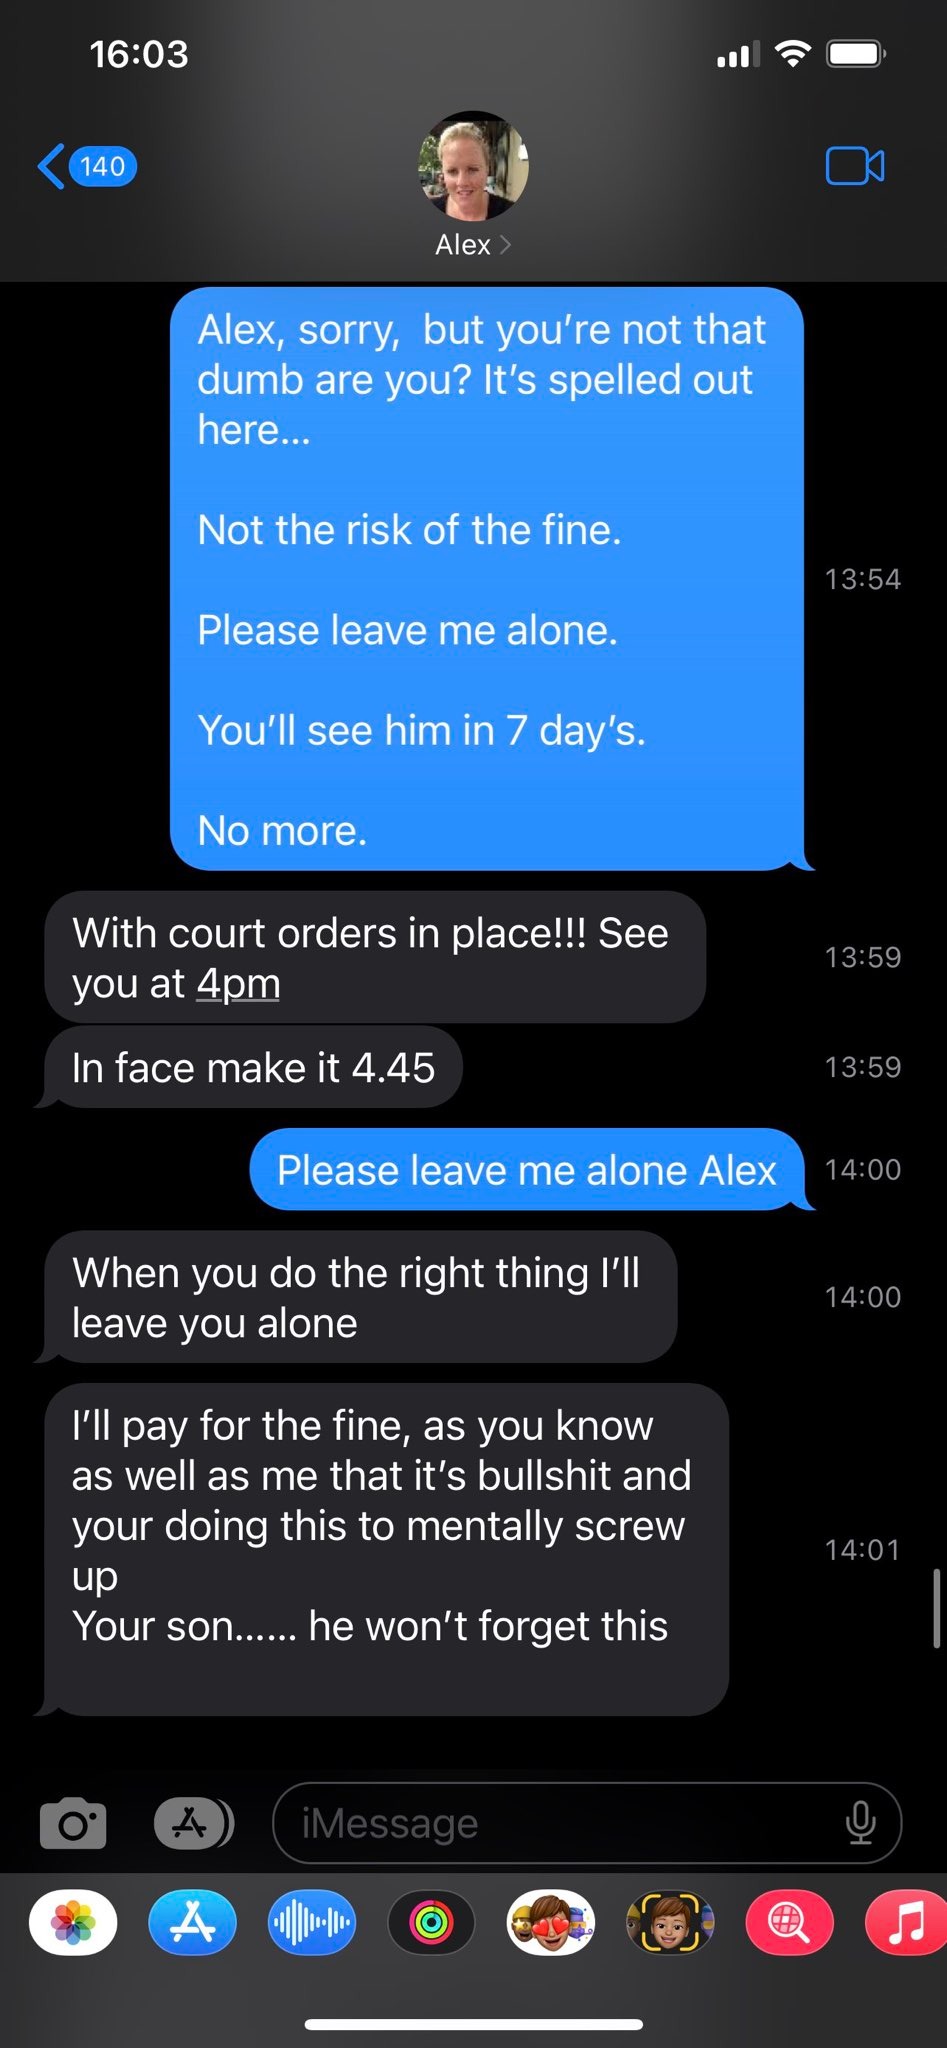 16:03
140
Alex
Alex, sorry,  but you’re not that
dumb are you? It’s spelled out
here...
Not the risk of the fine.
Please leave me alone.
You’ll see him in 7 day’s.
No more.
13:54
With court orders in place!!! See
you at 4pm
13:59
In face make it 4.45
13:59
Please leave me alone Alex
14:00
When you do the right thing I’ll
leave you alone
14:00
I’ll pay for the fine, as you know
as well as me that it’s bullshit and
your doing this to mentally screw
up
Your son...... he won’t forget this
14:01
iMessage